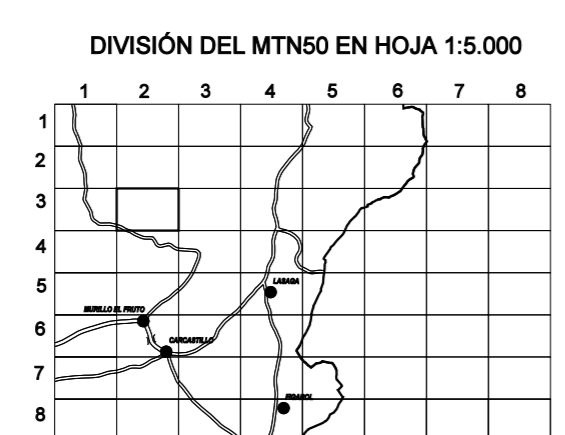 DIVISIÓN DEL MTN50 EN HOJA 1:5.000
1 2 3 4 5 6 7 8
1
2
3
4
5
LASAGA
MURILLO EL FRUTO
6
CARCASTILLO
7
FIGAROL
8